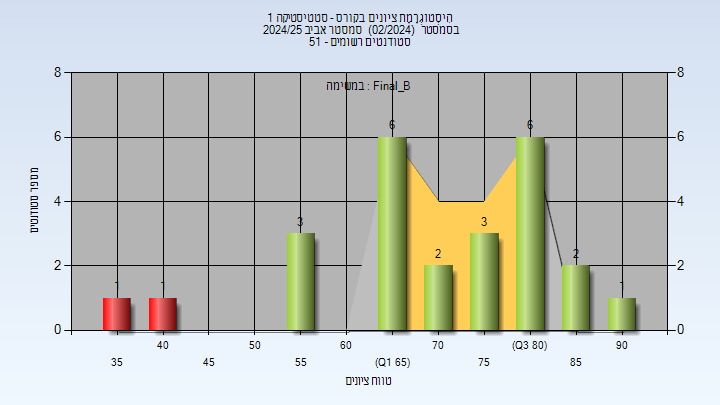 הִיסְטוֹגְרָמַת ציונים בקורס - סטטיסטיקה 1
בסמסטר (02/2024) סמסטר אביב 2024/25
סטודנטים רשומים - 51
במשימה : Final_B
מספר סטודנטים
8 8
6 6
4 4
2 2
0 0
1 1 3 6 2 3 6 2 1
40 50 60 70 (Q3 80) 90
35 45 55 (Q1 65) 75 85
טווח ציונים